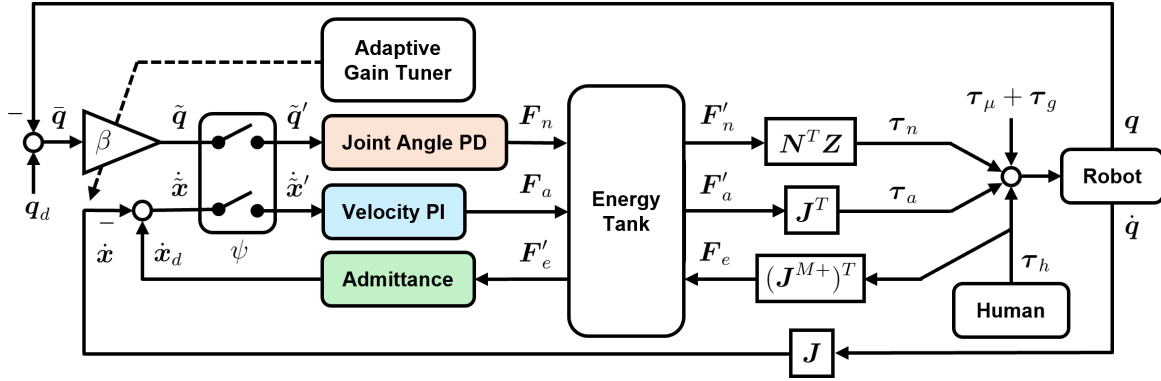 Adaptive
Gain Tuner
−
q̄
β
q̃
q̃′
Joint Angle PD
F_n
F′_n
N^T Z
τ_n
τ_μ + τ_g
q
q_d
ẋ̃
ẋ̃′
Velocity PI
F_a
Energy
Tank
F′_a
J^T
τ_a
Robot
−
ẋ
ẋ_d
ψ
Admittance
F′_e
F_e
(J^{M+})^T
τ_h
q̇
Human
J